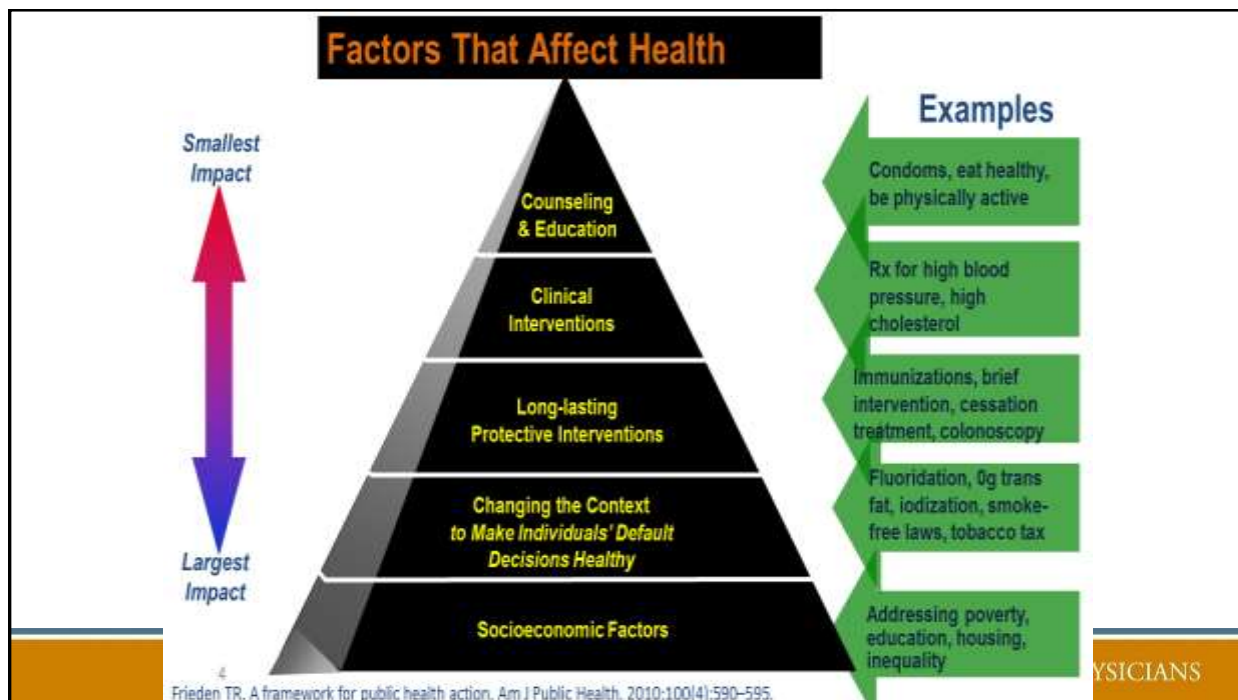 Factors That Affect Health
Examples
Smallest
Impact
Largest
Impact
Counseling
& Education
Clinical
Interventions
Long-lasting
Protective Interventions
Changing the Context
to Make Individuals' Default
Decisions Healthy
Socioeconomic Factors
Condoms, eat healthy,
be physically active
Rx for high blood
pressure, high
cholesterol
Immunizations, brief
intervention, cessation
treatment, colonoscopy
Fluoridation, 0g trans
fat, iodization, smoke-
free laws, tobacco tax
Addressing poverty,
education, housing,
inequality
4
Frieden TR. A framework for public health action. Am J Public Health. 2010;100(4):590–595.
YSICIANS